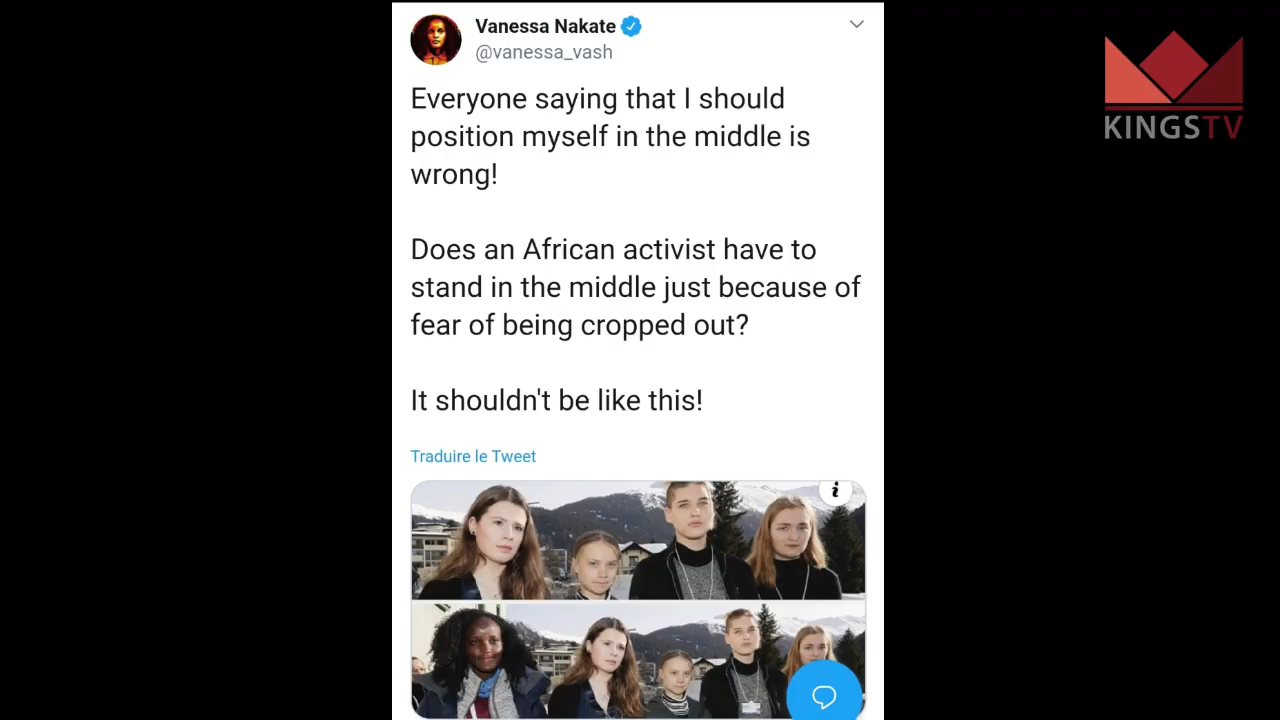 Vanessa Nakate
@vanessa_vash
KINGSTV
Everyone saying that I should
position myself in the middle is
wrong!
Does an African activist have to
stand in the middle just because of
fear of being cropped out?
It shouldn't be like this!
Traduire le Tweet
i